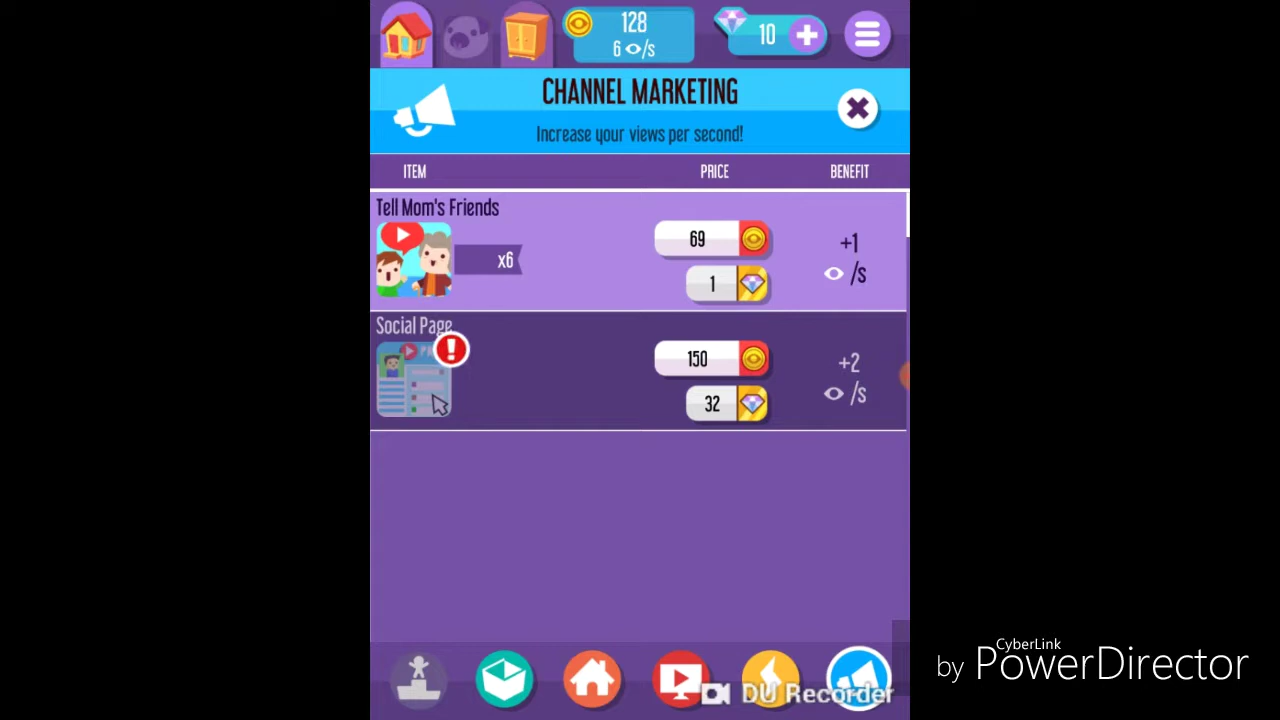 128
6 /s
10
CHANNEL MARKETING
Increase your views per second!
ITEM PRICE BENEFIT
Tell Mom's Friends
x6
69
1
+1
/s
Social Page
!
150
32
+2
/s
DU Recorder
CyberLink
by PowerDirector